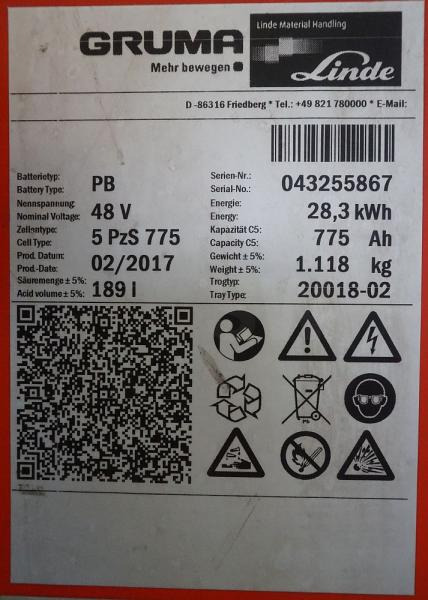 GRUMA
Mehr bewegen
Linde Material Handling
Linde
D -86316 Friedberg * Tel.: +49 821 780000 * E-Mail:
Batterietyp:
Battery Type: PB
Serien-Nr.:
Serial-No.: 043255867
Nennspannung
Nominal Voltage: 48 V
Energie:
Energy: 28,3 kWh
Zellentype:
Cell Type: 5 PzS 775
Kapazität C5:
Capacity C5: 775 Ah
Prod. Datum:
Prod.-Date: 02/2017
Gewicht ± 5%:
Weight ± 5%: 1.118 kg
Säuremenge ± 5%:
Acid volume ± 5%: 189 l
Trogtyp:
Tray Type: 20018-02
Pb